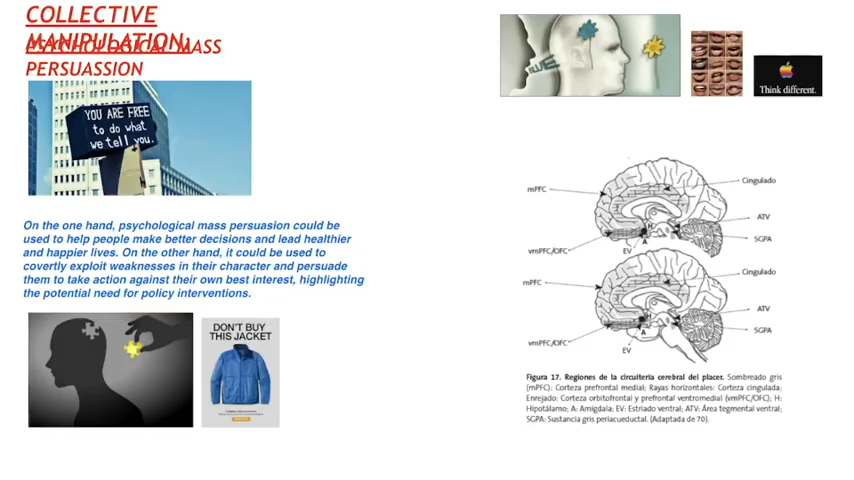 COLLECTIVE
MANIPULATION:
PSYCHOLOGICAL MASS
PERSUASSION
YOU ARE FREE
to do what
we tell you.
On the one hand, psychological mass persuasion could be
used to help people make better decisions and lead healthier
and happier lives. On the other hand, it could be used to
covertly exploit weaknesses in their character and persuade
them to take action against their own best interest, highlighting
the potential need for policy interventions.
DON'T BUY
THIS JACKET
Think different.
mPFC
Cingulado
ATV
SGPA
vmPFC/OFC
EV
A
H
mPFC
Cingulado
ATV
SGPA
vmPFC/OFC
EV
A
Figura 17. Regiones de la circuitería cerebral del placer. Sombreado gris
(mPFC): Corteza prefrontal medial; Rayas horizontales: Corteza cingulada;
Enrejado: Corteza orbitofrontal y prefrontal ventromedial (vmPFC/OFC); H:
Hipotálamo; A: Amígdala; EV: Estriado ventral; ATV: Área tegmental ventral;
SGPA: Sustancia gris periacueductal. (Adaptada de 70).